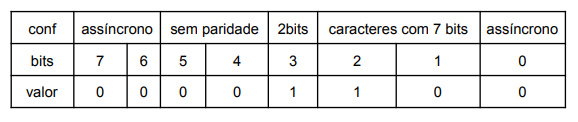 conf assíncrono sem paridade 2bits caracteres com 7 bits assíncrono
bits 7 6 5 4 3 2 1 0
valor 0 0 0 0 1 1 0 0